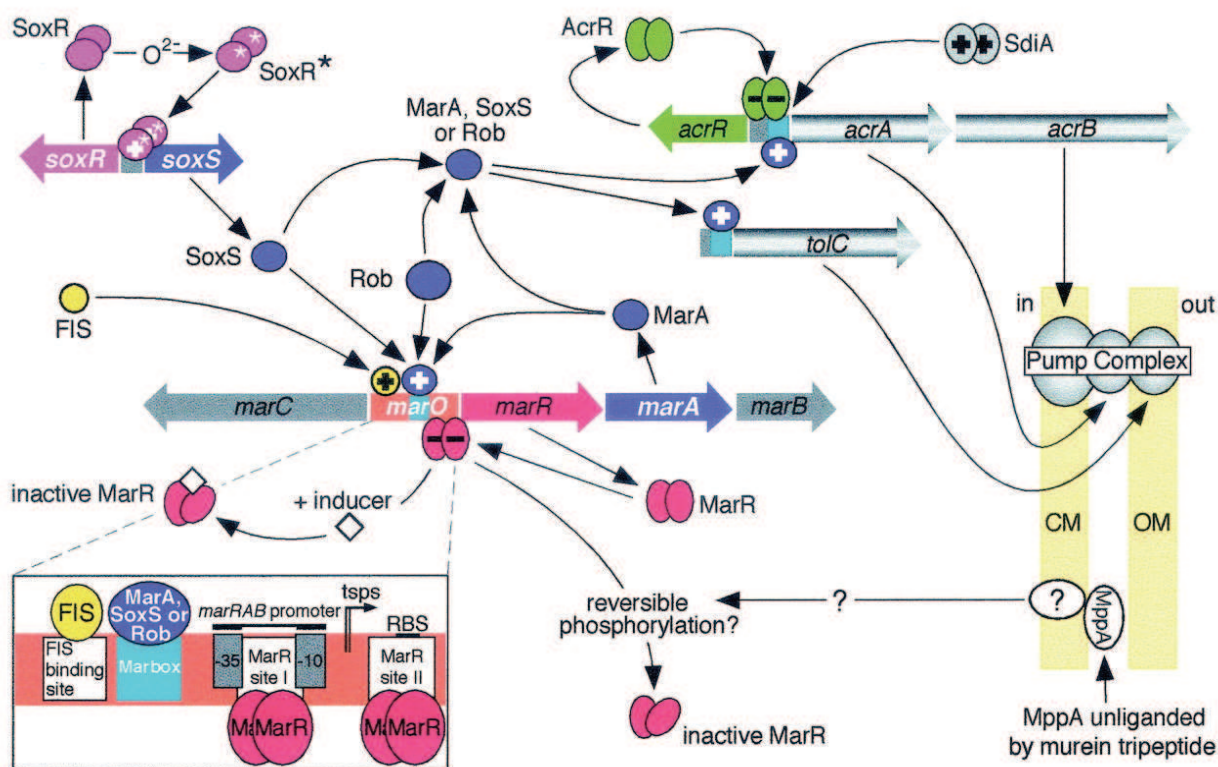 SoxR
O2-
SoxR*
soxR
soxS
AcrR
SdiA
MarA, SoxS
or Rob
acrR
acrA
acrB
tolC
SoxS
Rob
FIS
MarA
in
out
Pump Complex
marC
marO
marR
marA
marB
inactive MarR
+ inducer
MarR
CM
OM
FIS
MarA,
SoxS or
Rob
marRAB promoter
tsps
RBS
FIS
binding
site
Marbox
-35
MarR
site I
-10
MarR
site II
MarR
MarR
reversible
phosphorylation?
?
?
MppA
inactive MarR
MppA unliganded
by murein tripeptide